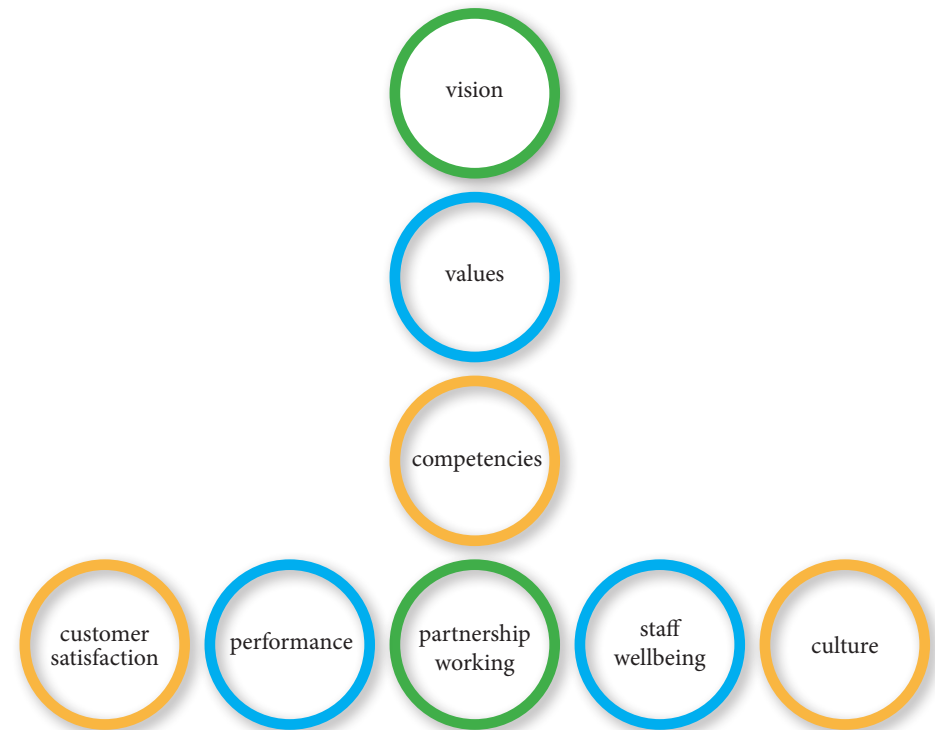 vision
values
competencies
customer
satisfaction
performance
partnership
working
staff
wellbeing
culture